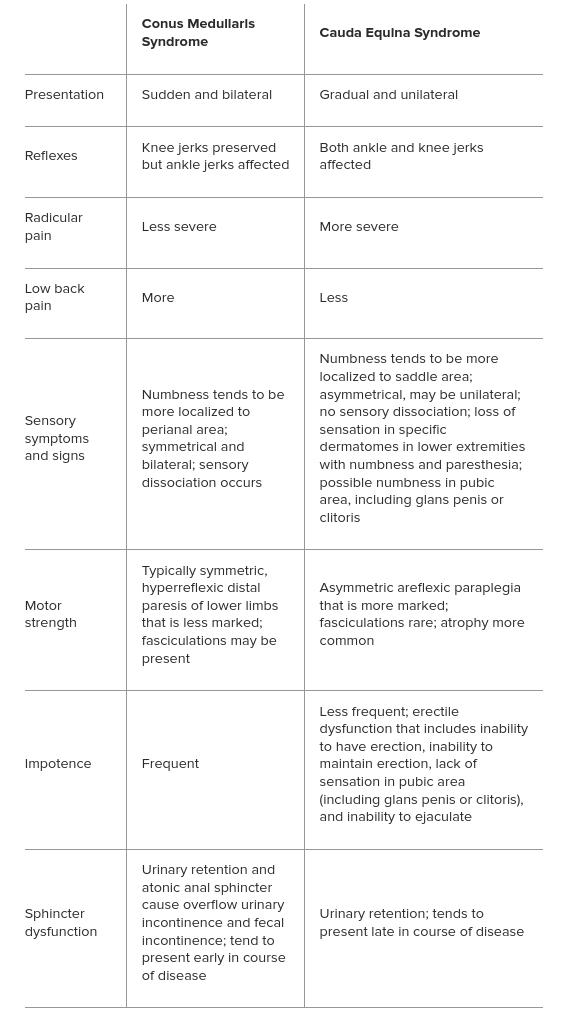 Conus Medullaris
Syndrome
Cauda Equina Syndrome
Presentation
Sudden and bilateral
Gradual and unilateral
Reflexes
Knee jerks preserved
but ankle jerks affected
Both ankle and knee jerks
affected
Radicular
pain
Less severe
More severe
Low back
pain
More
Less
Sensory
symptoms
and signs
Numbness tends to be
more localized to
perianal area;
symmetrical and
bilateral; sensory
dissociation occurs
Numbness tends to be more
localized to saddle area;
asymmetrical, may be unilateral;
no sensory dissociation; loss of
sensation in specific
dermatomes in lower extremities
with numbness and paresthesia;
possible numbness in pubic
area, including glans penis or
clitoris
Motor
strength
Typically symmetric,
hyperreflexic distal
paresis of lower limbs
that is less marked;
fasciculations may be
present
Asymmetric areflexic paraplegia
that is more marked;
fasciculations rare; atrophy more
common
Impotence
Frequent
Less frequent; erectile
dysfunction that includes inability
to have erection, inability to
maintain erection, lack of
sensation in pubic area
(including glans penis or clitoris),
and inability to ejaculate
Sphincter
dysfunction
Urinary retention and
atonic anal sphincter
cause overflow urinary
incontinence and fecal
incontinence; tend to
present early in course
of disease
Urinary retention; tends to
present late in course of disease